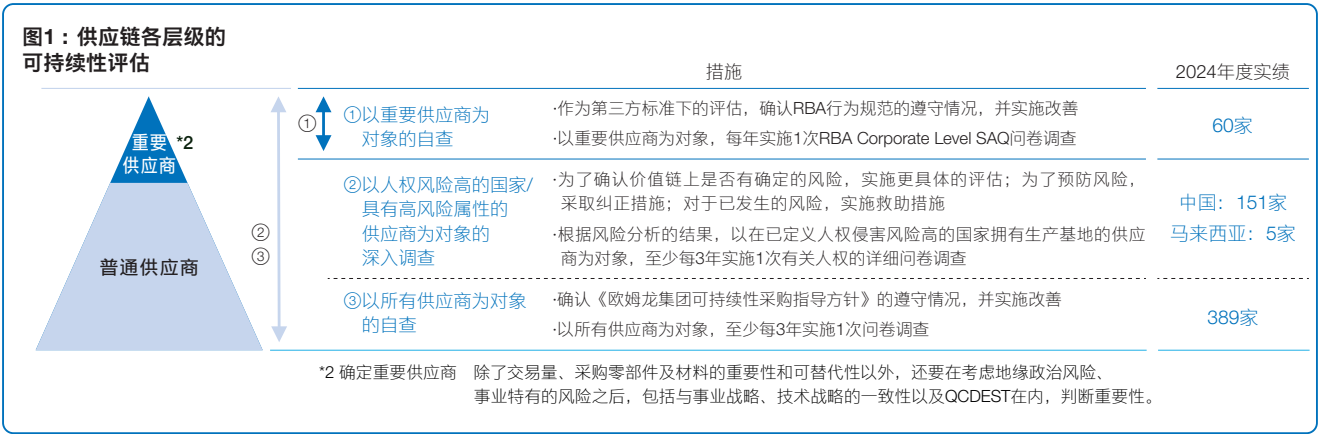 图1：供应链各层级的
可持续性评估
措施
2024年度实绩
重要 *2
供应商
普通供应商
①
②
③
①以重要供应商为
对象的自查
·作为第三方标准下的评估，确认RBA行为规范的遵守情况，并实施改善
·以重要供应商为对象，每年实施1次RBA Corporate Level SAQ问卷调查
60家
②以人权风险高的国家/
具有高风险属性的
供应商为对象的
深入调查
·为了确认价值链上是否有确定的风险，实施更具体的评估；为了预防风险，
采取纠正措施；对于已发生的风险，实施救助措施
·根据风险分析的结果，以在已定义人权侵害风险高的国家拥有生产基地的供应
商为对象，至少每3年实施1次有关人权的详细问卷调查
中国：151家
马来西亚：5家
③以所有供应商为对象
的自查
·确认《欧姆龙集团可持续性采购指导方针》的遵守情况，并实施改善
·以所有供应商为对象，至少每3年实施1次问卷调查
389家
*2 确定重要供应商 除了交易量、采购零部件及材料的重要性和可替代性以外，还要在考虑地缘政治风险、
事业特有的风险之后，包括与事业战略、技术战略的一致性以及QCDEST在内，判断重要性。